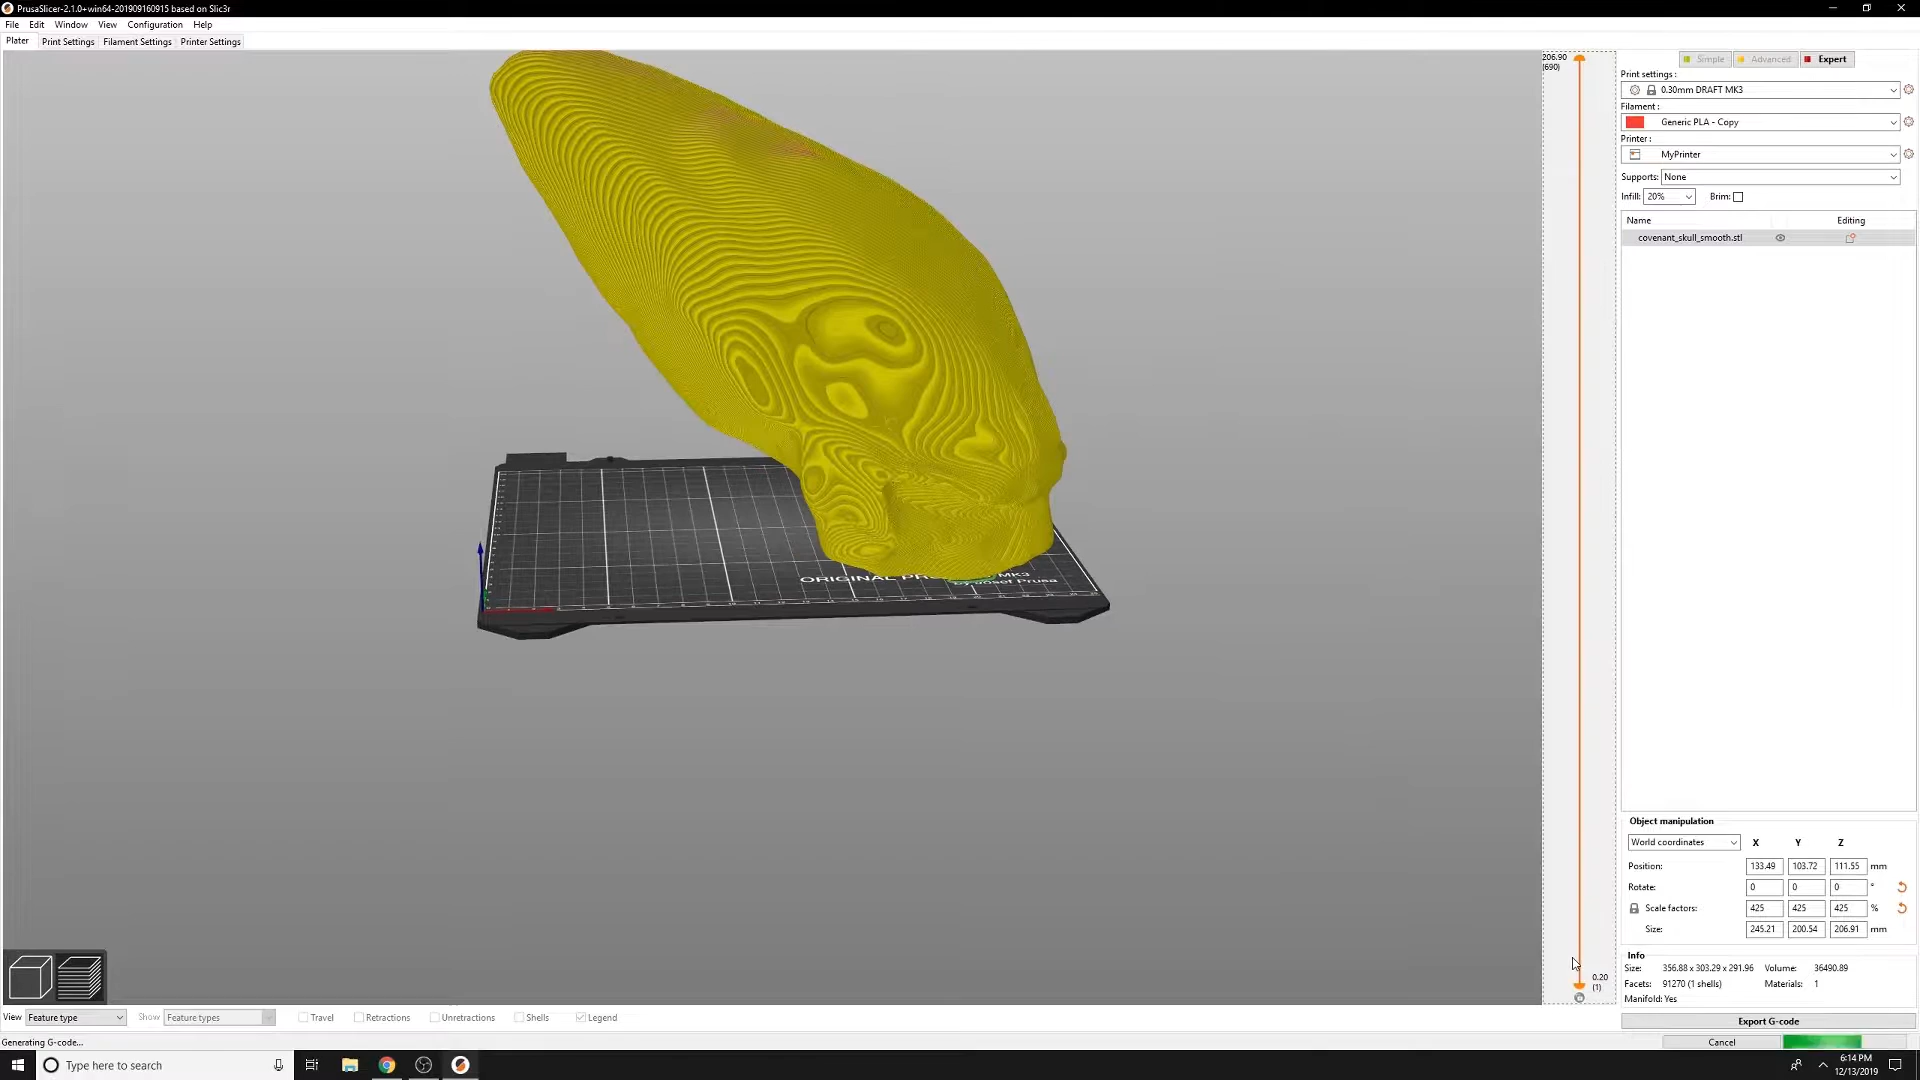 PrusaSlicer-2.1.0+win64-201909160915 based on Slic3r
File Edit Window View Configuration Help
Plater Print Settings Filament Settings Printer Settings
206.90
(690)
Simple Advanced Expert
Print settings :
0.30mm DRAFT MK3
Filament :
Generic PLA - Copy
Printer :
MyPrinter
Supports: None
Infill: 20% Brim:
Name Editing
covenant_skull_smooth.stl
ORIGINAL PR MK3
by Josef Prusa
Object manipulation
World coordinates X Y Z
Position: 133.49 103.72 111.55 mm
Rotate: 0 0 0 °
Scale factors: 425 425 425 %
Size: 245.21 200.54 206.91 mm
Info
Size: 356.88 x 303.29 x 291.96 Volume: 36490.89
Facets: 91270 (1 shells) Materials: 1
Manifold: Yes
0.20
(1)
View Feature type Show Feature types Travel Retractions Unretractions Shells Legend
Export G-code
Generating G-code... Cancel
Type here to search
6:14 PM
12/13/2019